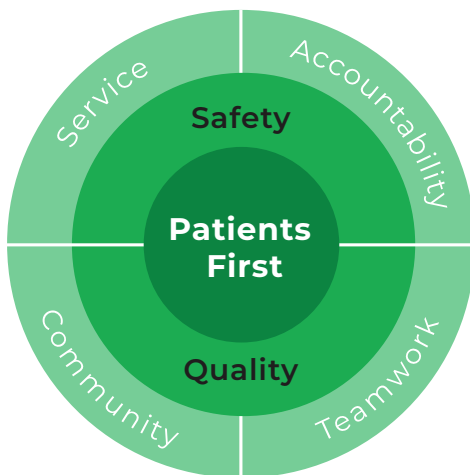 Service
Accountability
Safety
Patients
First
Quality
Community
Teamwork